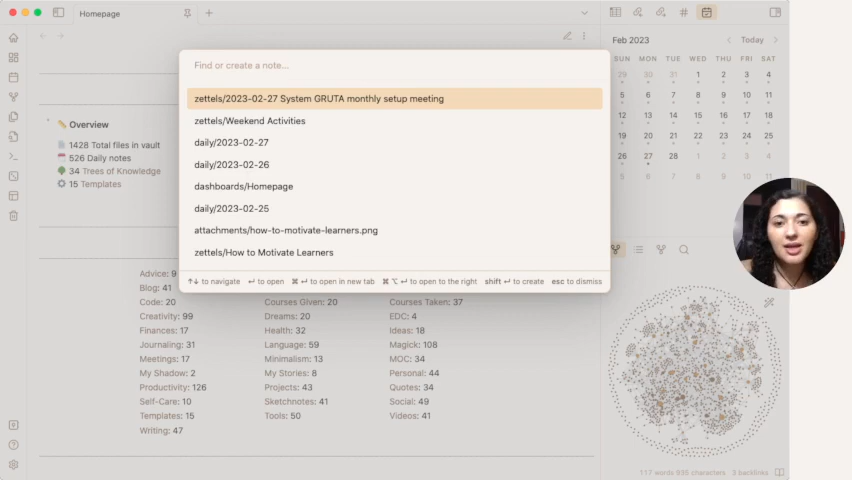 Homepage
Find or create a note...
zettels/2023-02-27 System GRUTA monthly setup meeting
zettels/Weekend Activities
daily/2023-02-27
daily/2023-02-26
dashboards/Homepage
daily/2023-02-25
attachments/how-to-motivate-learners.png
zettels/How to Motivate Learners
↑↓ to navigate ↵ to open ⌘ ↵ to open in new tab ⌘ ⌥ ↵ to open to the right shift ↵ to create esc to dismiss
Overview
1428 Total files in vault
526 Daily notes
34 Trees of Knowledge
15 Templates
Advice: 9
Blog: 41
Code: 20 Courses Given: 20 Courses Taken: 37
Creativity: 99 Dreams: 20 EDC: 4
Finances: 17 Health: 32 Ideas: 18
Journaling: 31 Language: 59 Magick: 108
Meetings: 17 Minimalism: 13 MOC: 34
My Shadow: 2 My Stories: 8 Personal: 44
Productivity: 126 Projects: 43 Quotes: 34
Self-Care: 10 Sketchnotes: 41 Social: 49
Templates: 15 Tools: 50 Videos: 41
Writing: 47
Feb 2023 Today
SUN MON TUE WED THU FRI SAT
29 30 31 1 2 3 4
5 6 7 8 9 10 11
12 13 14 15 16 17 18
19 20 21 22 23 24 25
26 27 28 1 2 3 4
5 6 7 8
117 words 935 characters 3 backlinks